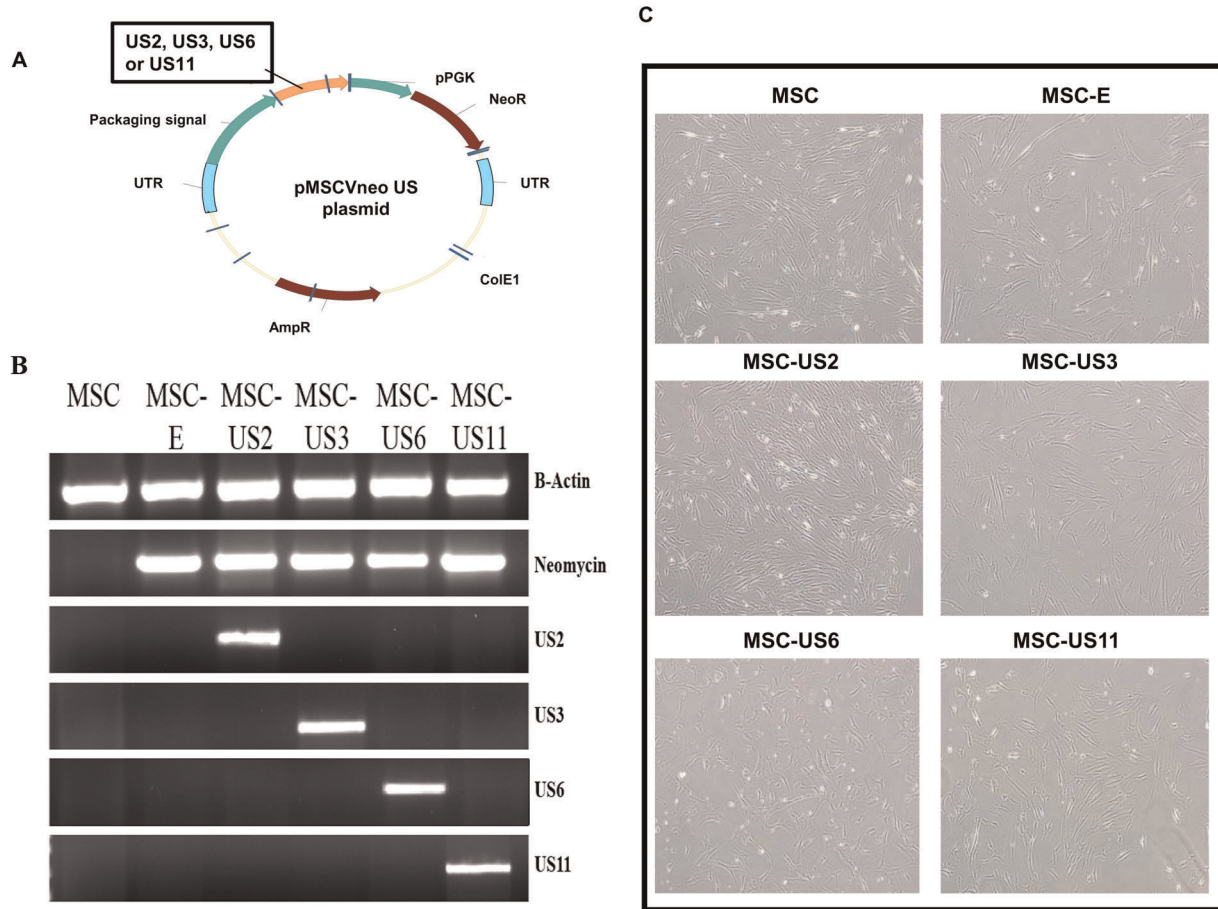 A
US2, US3, US6
or US11
pPGK
NeoR
Packaging signal
UTR
pMSCVneo US
plasmid
UTR
ColE1
AmpR
B
MSC
MSC-
E
MSC-
US2
MSC-
US3
MSC-
US6
MSC-
US11
B-Actin
Neomycin
US2
US3
US6
US11
C
MSC
MSC-E
MSC-US2
MSC-US3
MSC-US6
MSC-US11